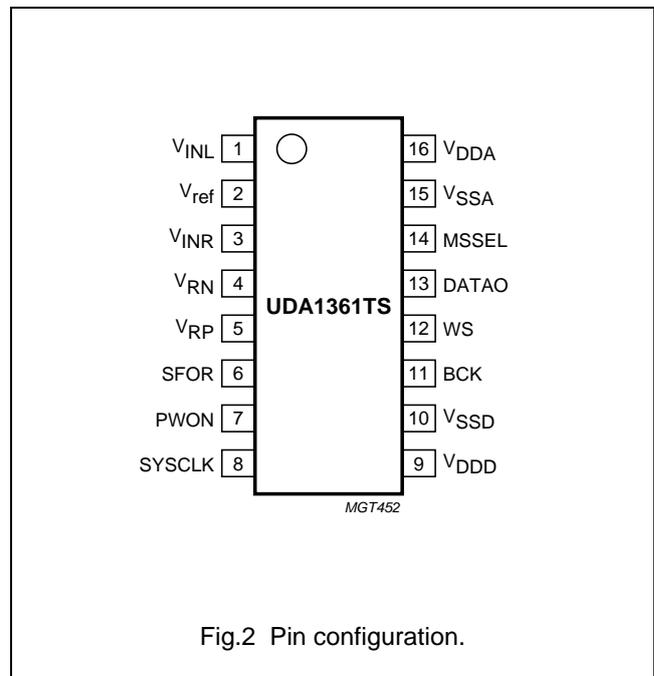 V_INL 1 16 V_DDA
V_ref 2 15 V_SSA
V_INR 3 14 MSSEL
V_RN 4 13 DATAO
UDA1361TS
V_RP 5 12 WS
SFOR 6 11 BCK
PWON 7 10 V_SSD
SYSCLK 8 9 V_DDD
MGT452
Fig.2 Pin configuration.